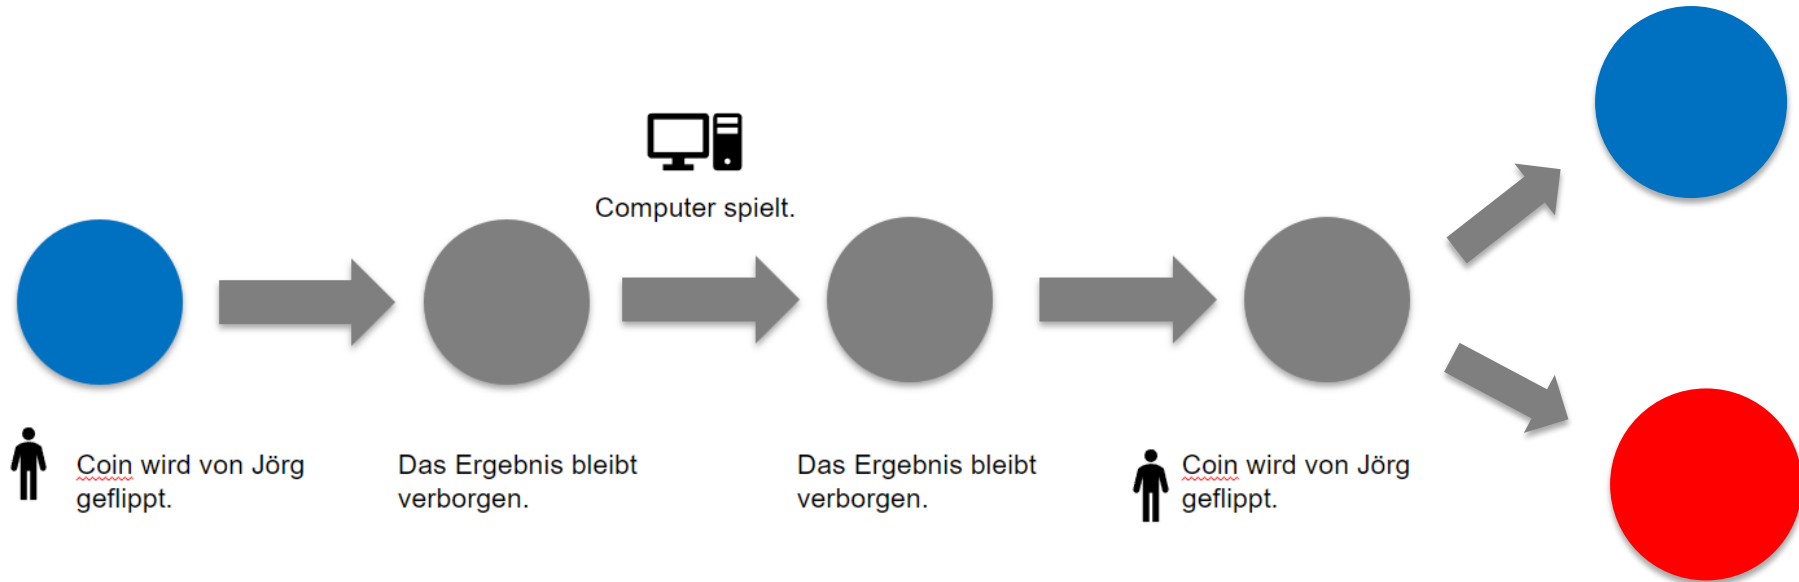 Computer spielt.
Coin wird von Jörg
geflippt.
Das Ergebnis bleibt
verborgen.
Das Ergebnis bleibt
verborgen.
Coin wird von Jörg
geflippt.